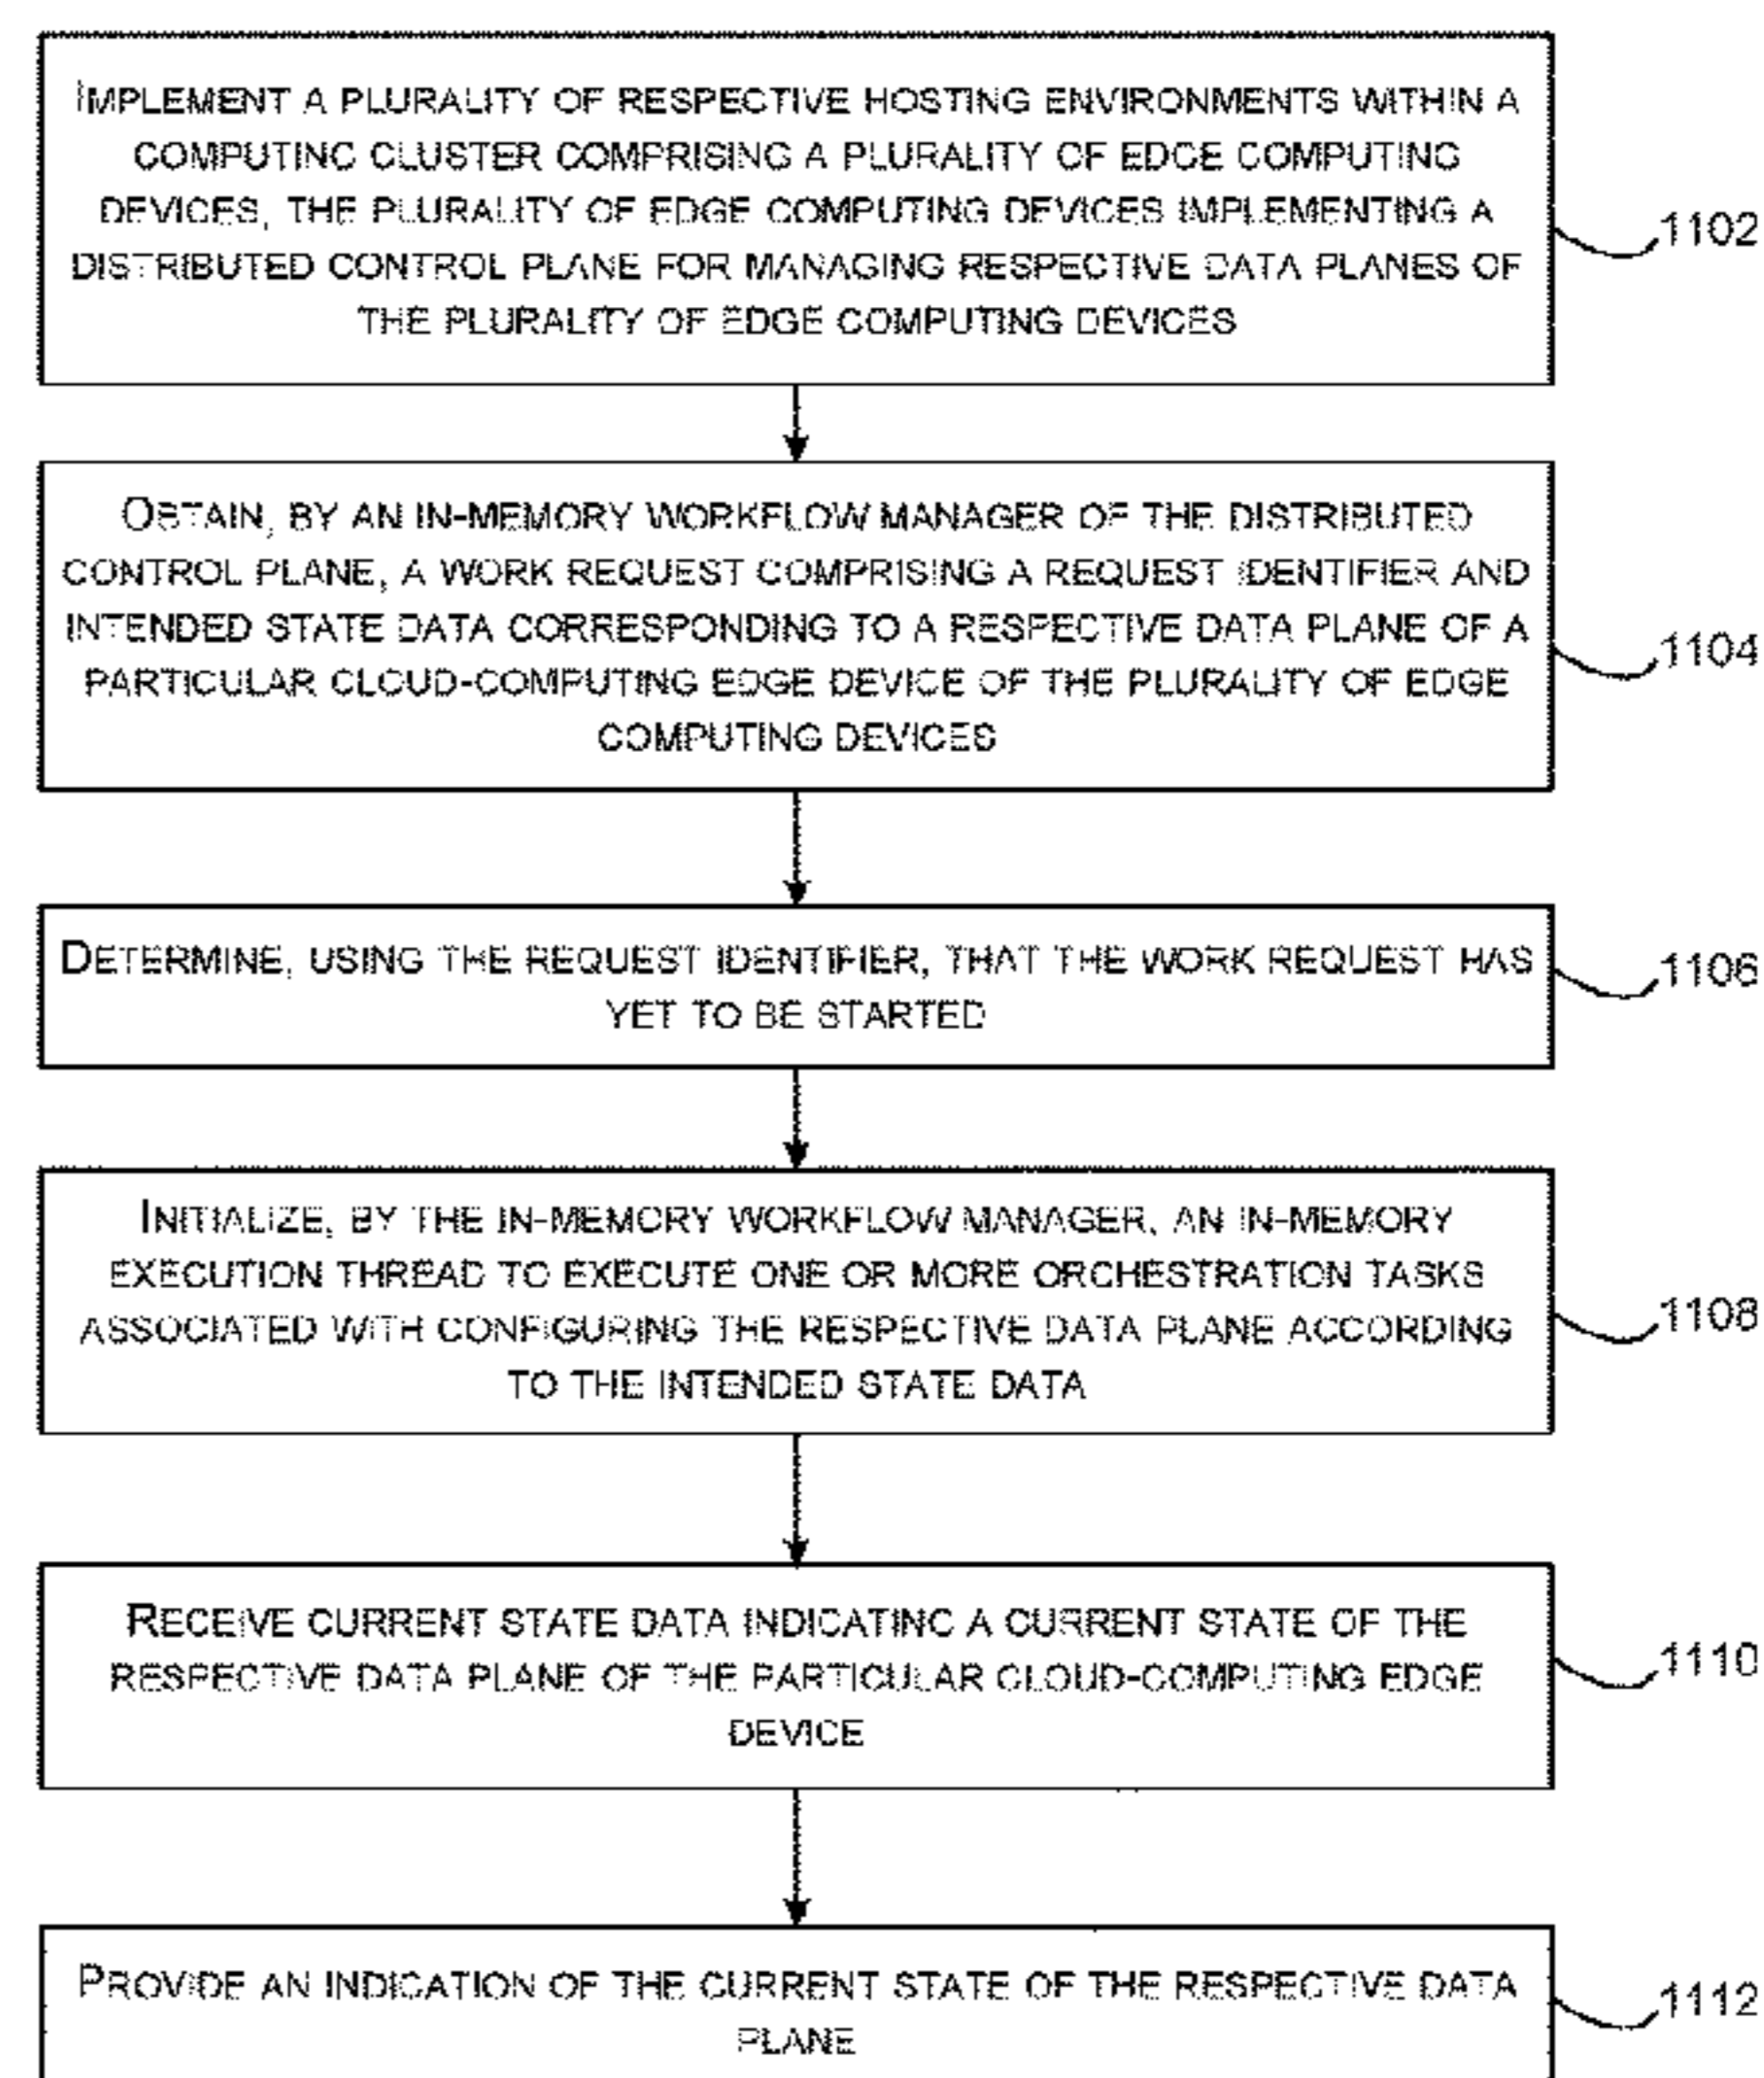 IMPLEMENT A PLURALITY OF RESPECTIVE HOSTING ENVIRONMENTS WITHIN A
COMPUTING CLUSTER COMPRISING A PLURALITY OF EDGE COMPUTING
DEVICES, THE PLURALITY OF EDGE COMPUTING DEVICES IMPLEMENTING A
DISTRIBUTED CONTROL PLANE FOR MANAGING RESPECTIVE DATA PLANES OF
THE PLURALITY OF EDGE COMPUTING DEVICES
1102
OBTAIN, BY AN IN-MEMORY WORKFLOW MANAGER OF THE DISTRIBUTED
CONTROL PLANE, A WORK REQUEST COMPRISING A REQUEST IDENTIFIER AND
INTENDED STATE DATA CORRESPONDING TO A RESPECTIVE DATA PLANE OF A
PARTICULAR CLOUD-COMPUTING EDGE DEVICE OF THE PLURALITY OF EDGE
COMPUTING DEVICES
1104
DETERMINE, USING THE REQUEST IDENTIFIER, THAT THE WORK REQUEST HAS
YET TO BE STARTED
1106
INITIALIZE, BY THE IN-MEMORY WORKFLOW MANAGER, AN IN-MEMORY
EXECUTION THREAD TO EXECUTE ONE OR MORE ORCHESTRATION TASKS
ASSOCIATED WITH CONFIGURING THE RESPECTIVE DATA PLANE ACCORDING
TO THE INTENDED STATE DATA
1108
RECEIVE CURRENT STATE DATA INDICATING A CURRENT STATE OF THE
RESPECTIVE DATA PLANE OF THE PARTICULAR CLOUD-COMPUTING EDGE
DEVICE
1110
PROVIDE AN INDICATION OF THE CURRENT STATE OF THE RESPECTIVE DATA
PLANE
1112